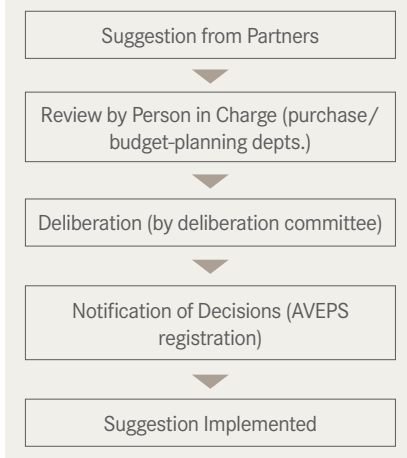 Suggestion from Partners
Review by Person in Charge (purchase/
budget-planning depts.)
Deliberation (by deliberation committee)
Notification of Decisions (AVEPS
registration)
Suggestion Implemented